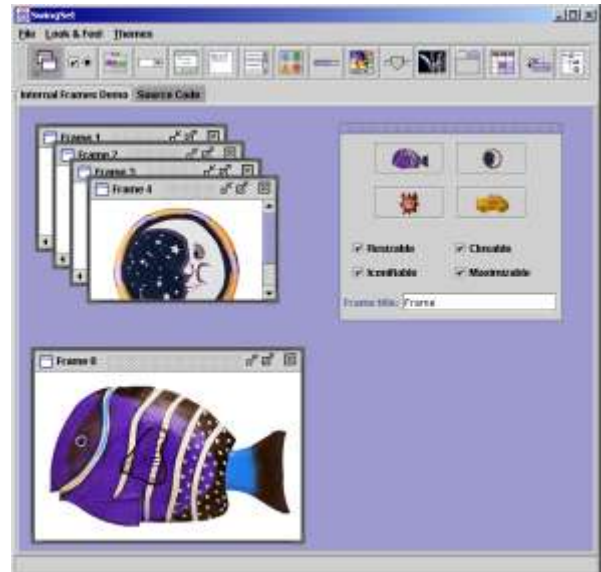 SwingSet
File Look & Feel Themes
Internal Frames Demo Source Code
Frame 1
Frame 2
Frame 3
Frame 4
Resizable Closable
Iconifiable Maximizable
Frame title: Frame
Frame 0